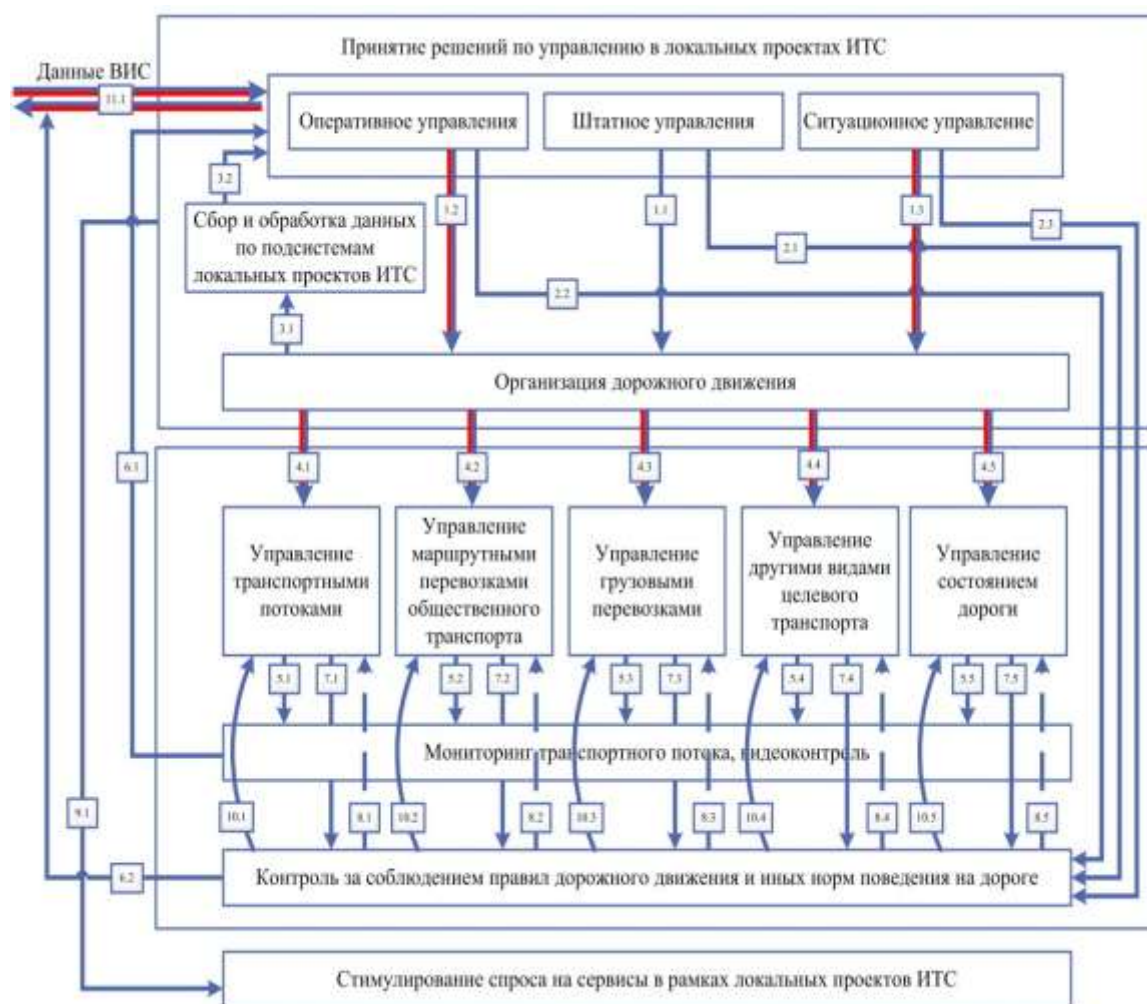 Принятие решений по управлению в локальных проектах ИТС
Данные ВИС
11.1
Оперативное управления
Штатное управления
Ситуационное управление
3.2
1.2
1.1
1.3
2.3
Сбор и обработка данных
по подсистемам
локальных проектов ИТС
2.1
2.2
3.1
Организация дорожного движения
6.1
4.1
4.2
4.3
4.4
4.5
Управление
транспортными
потоками
Управление
маршрутными
перевозками
общественного
транспорта
Управление
грузовыми
перевозками
Управление
другими видами
целевого
транспорта
Управление
состоянием
дороги
5.1
7.1
5.2
7.2
5.3
7.3
5.4
7.4
5.5
7.5
Мониторинг транспортного потока, видеоконтроль
9.1
10.1
8.1
10.2
8.2
10.3
8.3
10.4
8.4
10.5
8.5
6.2
Контроль за соблюдением правил дорожного движения и иных норм поведения на дороге
Стимулирование спроса на сервисы в рамках локальных проектов ИТС